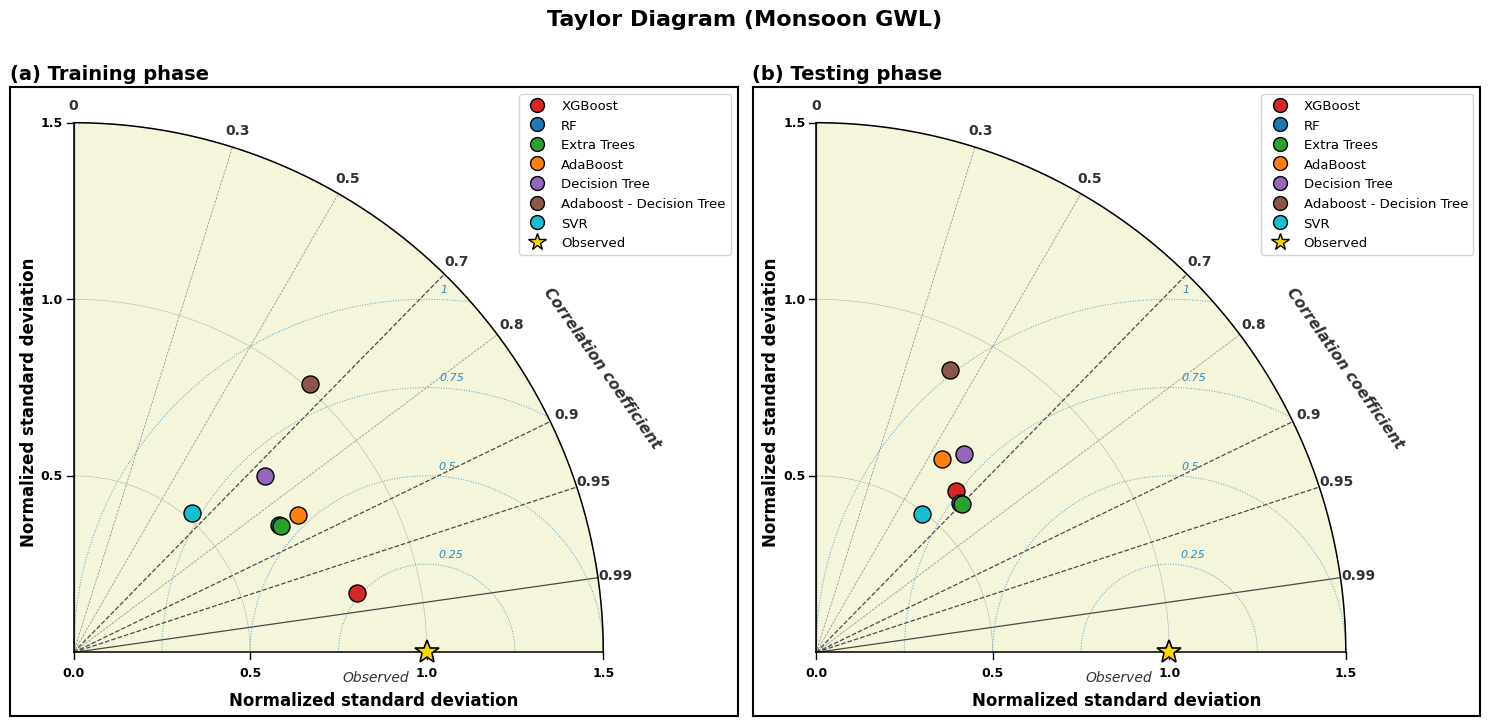 Taylor Diagram (Monsoon GWL)
(a) Training phase
0
0.3
0.5
0.7
0.8
0.9
0.95
0.99
Correlation coefficient
XGBoost
RF
Extra Trees
AdaBoost
Decision Tree
Adaboost - Decision Tree
SVR
Observed
1.5
1.0
0.5
Normalized standard deviation
1
0.75
0.5
0.25
0.0
0.5
1.0
1.5
Observed
Normalized standard deviation
(b) Testing phase
0
0.3
0.5
0.7
0.8
0.9
0.95
0.99
Correlation coefficient
XGBoost
RF
Extra Trees
AdaBoost
Decision Tree
Adaboost - Decision Tree
SVR
Observed
1.5
1.0
0.5
Normalized standard deviation
1
0.75
0.5
0.25
0.0
0.5
1.0
1.5
Observed
Normalized standard deviation